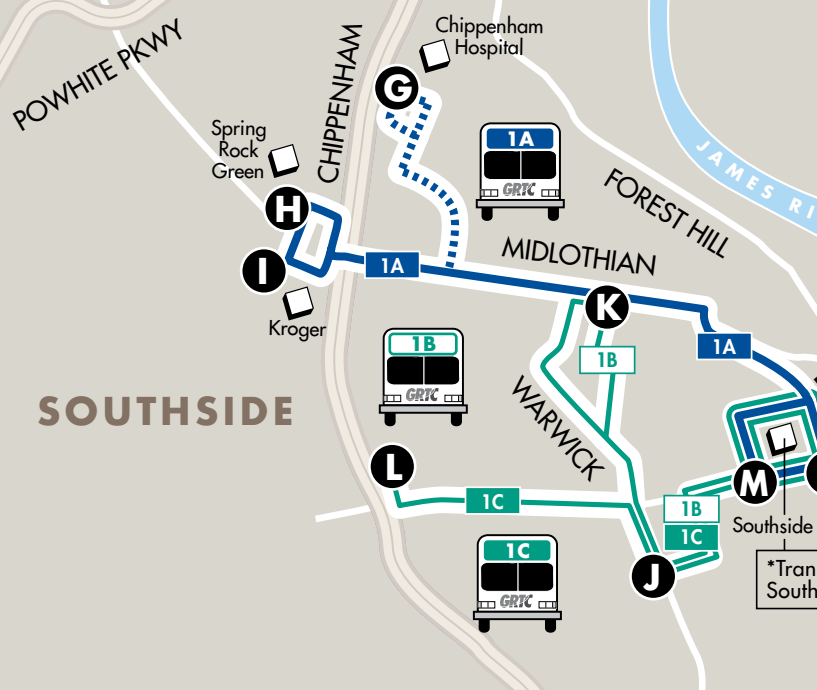 Chippenham
Hospital
POWHITE PKWY
CHIPPENHAM
G
Spring
Rock
Green
1A
GRTC
JAMES RI
FOREST HILL
H
MIDLOTHIAN
I
1A
K
Kroger
1B
GRTC
1B
1A
WARWICK
SOUTHSIDE
L
M
1C
1B
1C
Southside
1C
GRTC
J
*Tran
South